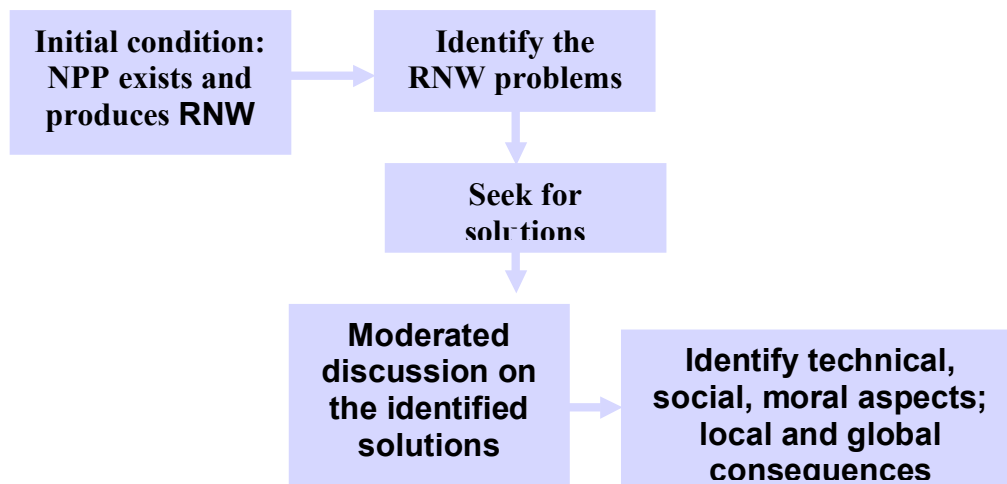 Initial condition:
NPP exists and
produces RNW
Identify the
RNW problems
Seek for
solutions
Moderated
discussion on
the identified
solutions
Identify technical,
social, moral aspects;
local and global
consequences